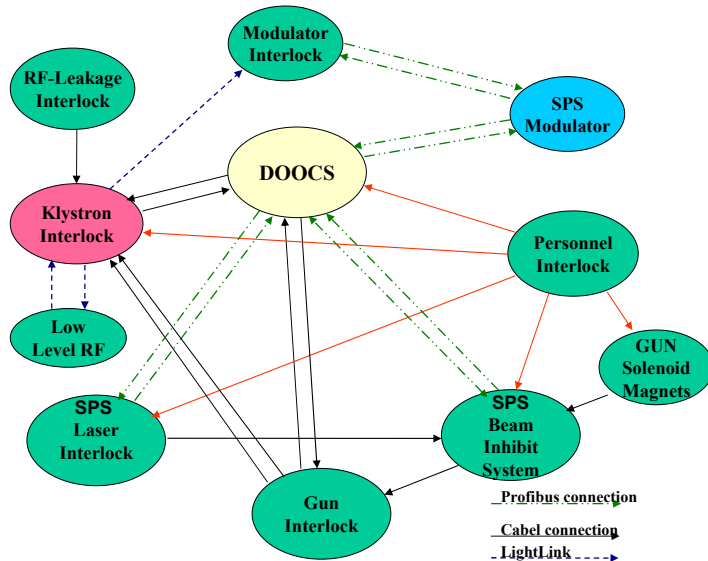 Modulator
Interlock
RF-Leakage
Interlock
SPS
Modulator
DOOCS
Klystron
Interlock
Personnel
Interlock
Low
Level RF
GUN
Solenoid
Magnets
SPS
Laser
Interlock
SPS
Beam
Inhibit
System
Gun
Interlock
Profibus connection
Cabel connection
LightLink